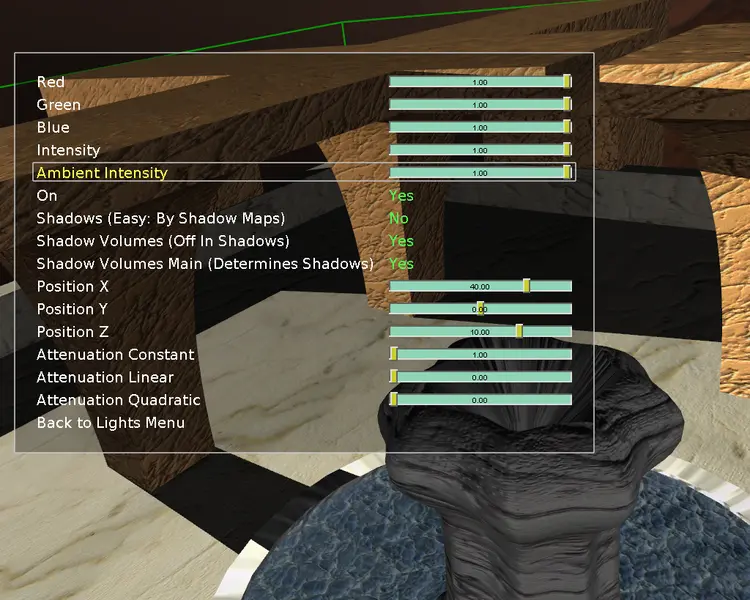 Red 1.00
Green 1.00
Blue 1.00
Intensity 1.00
Ambient Intensity 1.00
On Yes
Shadows (Easy: By Shadow Maps) No
Shadow Volumes (Off In Shadows) Yes
Shadow Volumes Main (Determines Shadows) Yes
Position X 40.00
Position Y 0.00
Position Z 10.00
Attenuation Constant 1.00
Attenuation Linear 0.00
Attenuation Quadratic 0.00
Back to Lights Menu